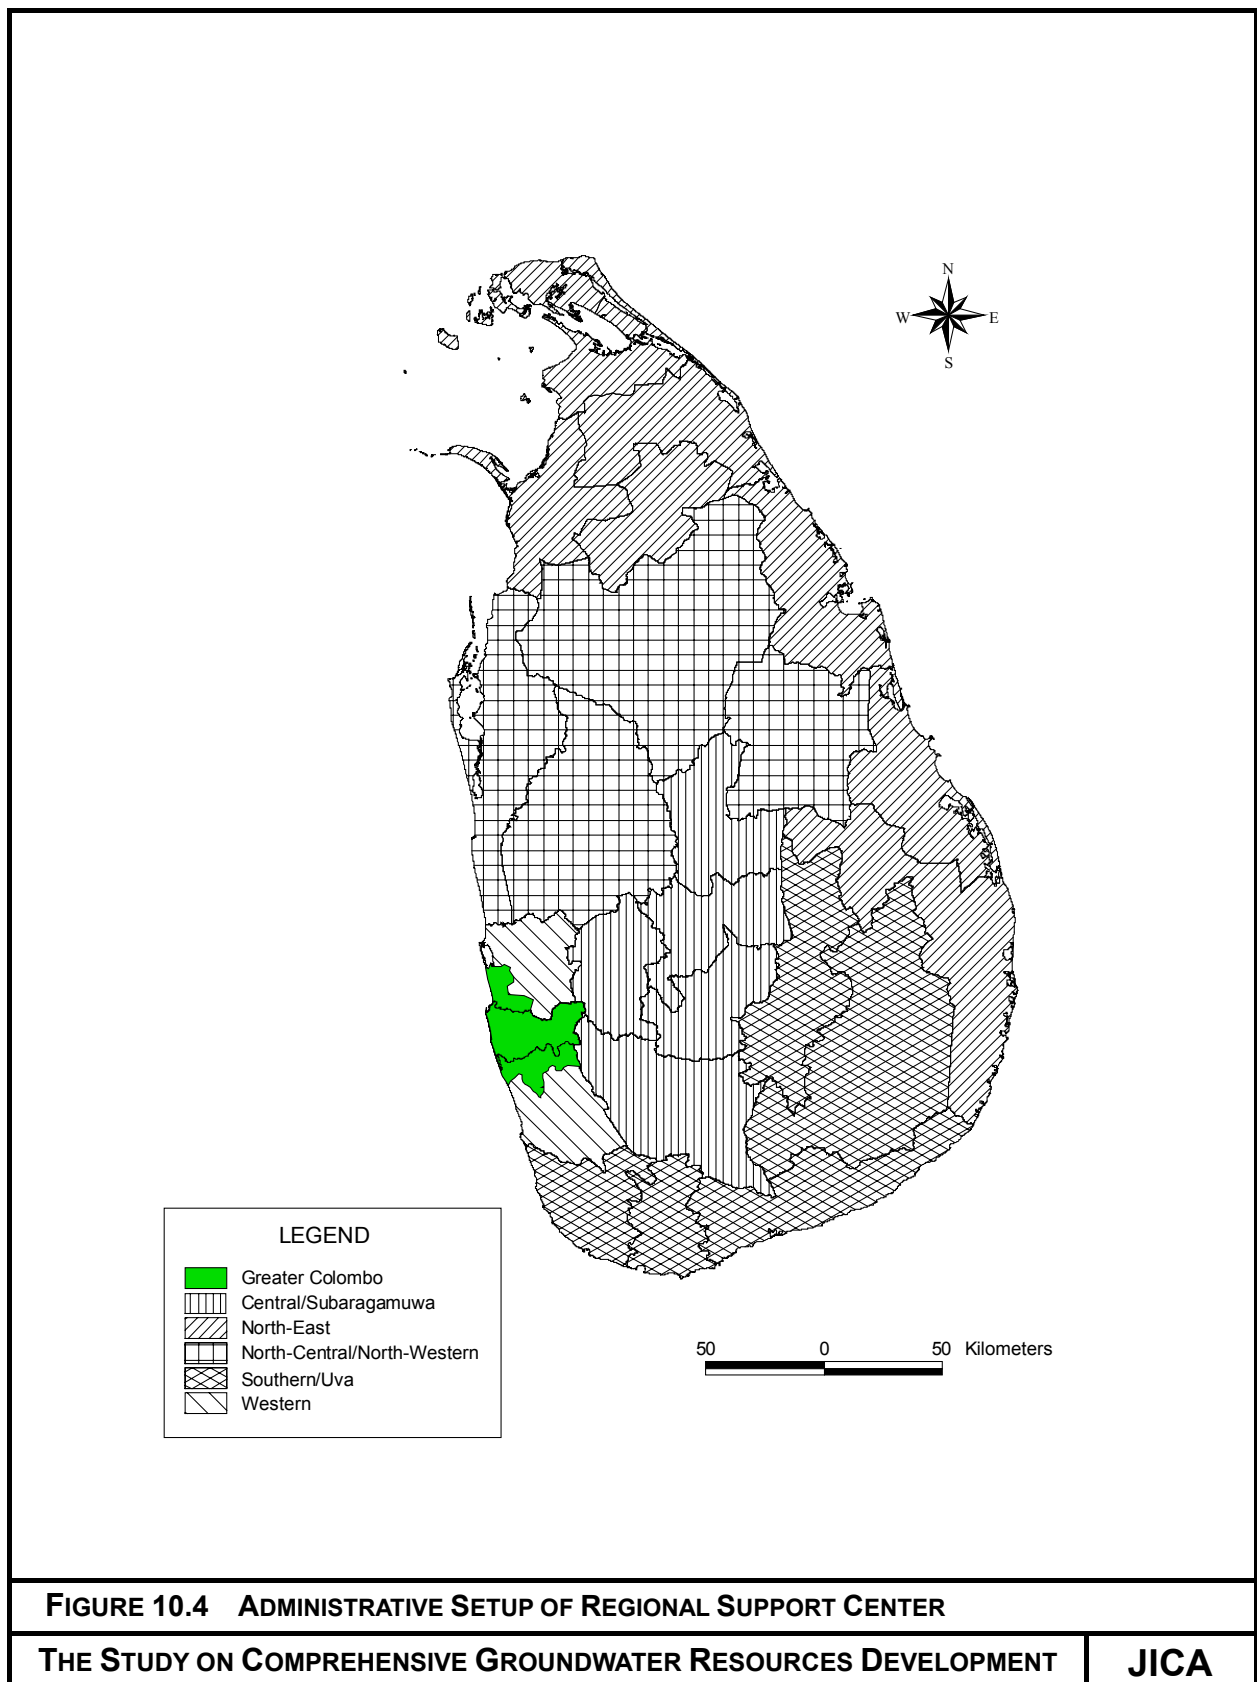 N
W E
S
LEGEND
Greater Colombo
Central/Subaragamuwa
North-East
North-Central/North-Western
Southern/Uva
Western
50 0 50 Kilometers
FIGURE 10.4 ADMINISTRATIVE SETUP OF REGIONAL SUPPORT CENTER
THE STUDY ON COMPREHENSIVE GROUNDWATER RESOURCES DEVELOPMENT JICA